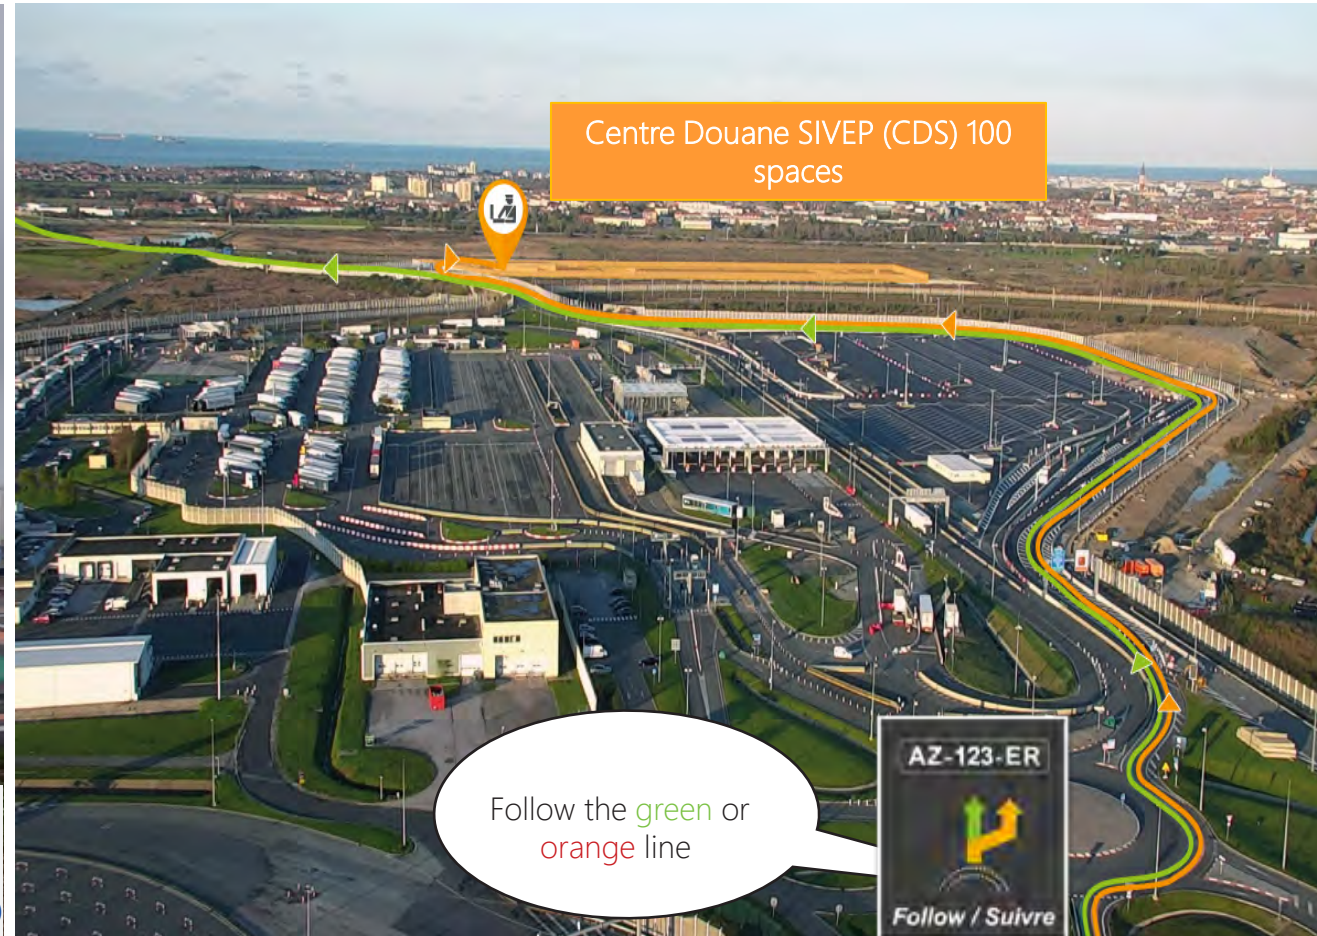 Centre Douane SIVEP (CDS) 100
spaces
Follow the green or
orange line
AZ-123-ER
Follow / Suivre